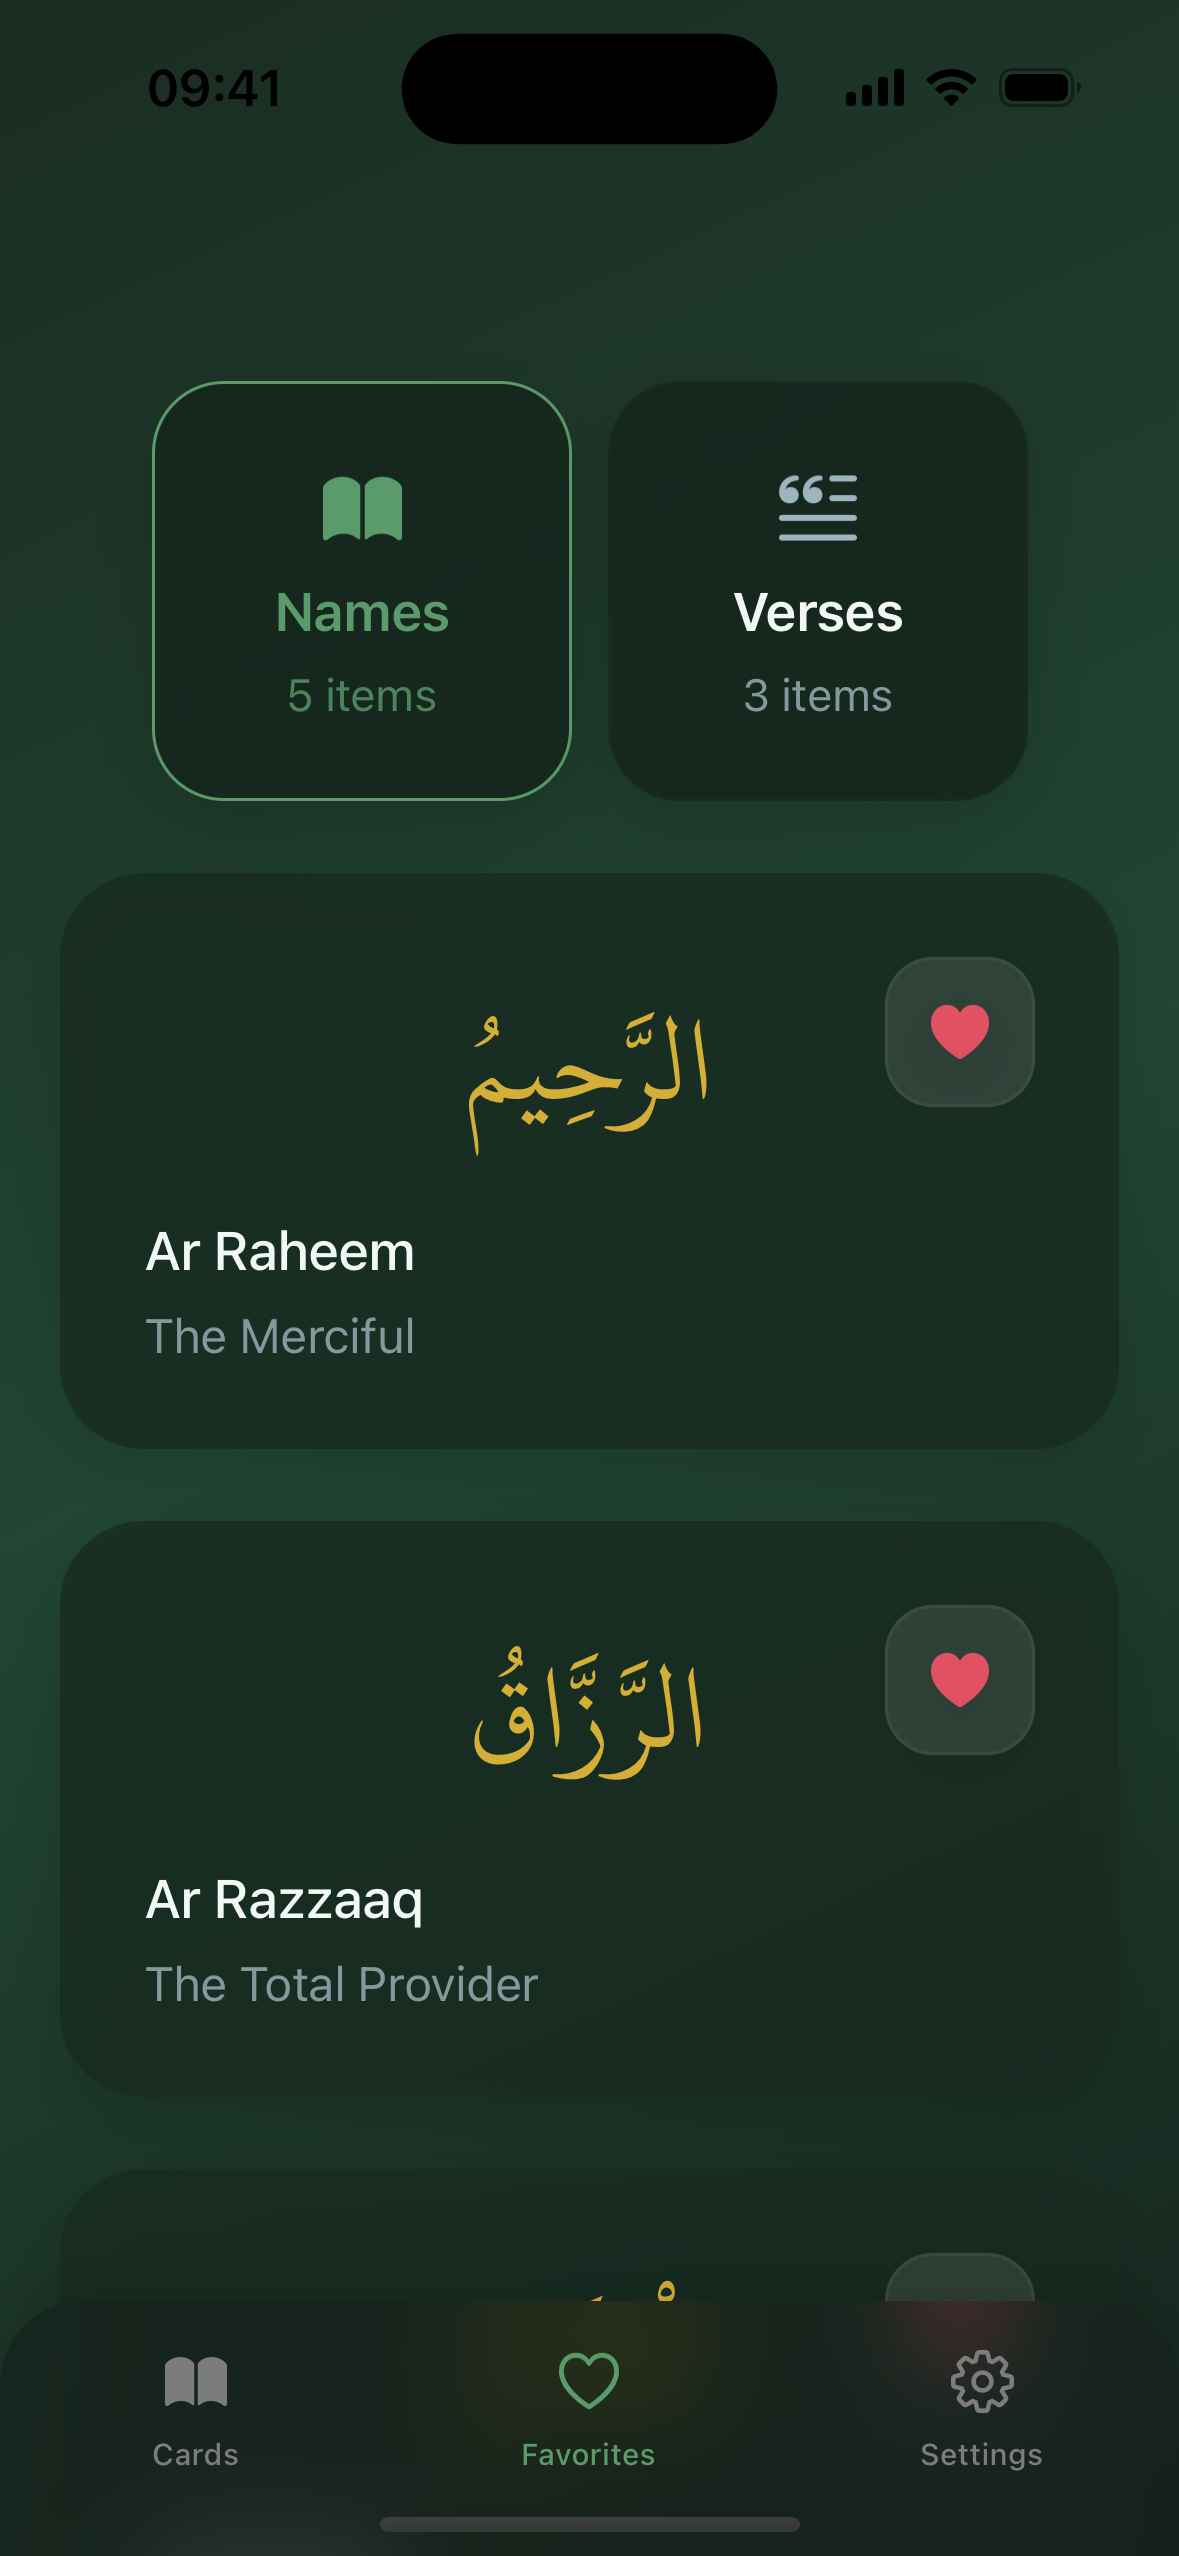 09:41
Names
5 items
Verses
3 items
الرَّحِيمُ
Ar Raheem
The Merciful
الرَّزَّاقُ
Ar Razzaaq
The Total Provider
Cards
Favorites
Settings